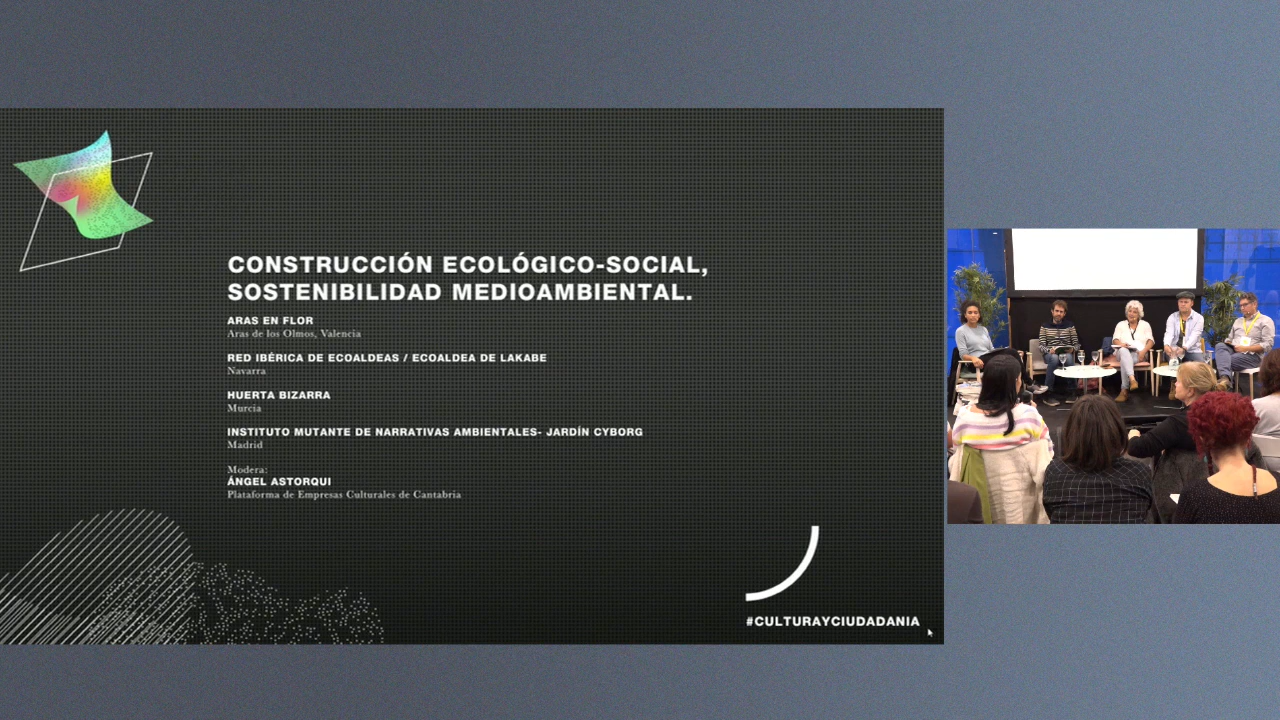 CONSTRUCCIÓN ECOLÓGICO-SOCIAL,
SOSTENIBILIDAD MEDIOAMBIENTAL.
ARAS EN FLOR
Aras de los Olmos, Valencia
RED IBÉRICA DE ECOALDEAS / ECOALDEA DE LAKABE
Navarra
HUERTA BIZARRA
Murcia
INSTITUTO MUTANTE DE NARRATIVAS AMBIENTALES- JARDÍN CYBORG
Madrid
Modera:
ÁNGEL ASTORQUI
Plataforma de Empresas Culturales de Cantabria
#CULTURAYCIUDADANIA